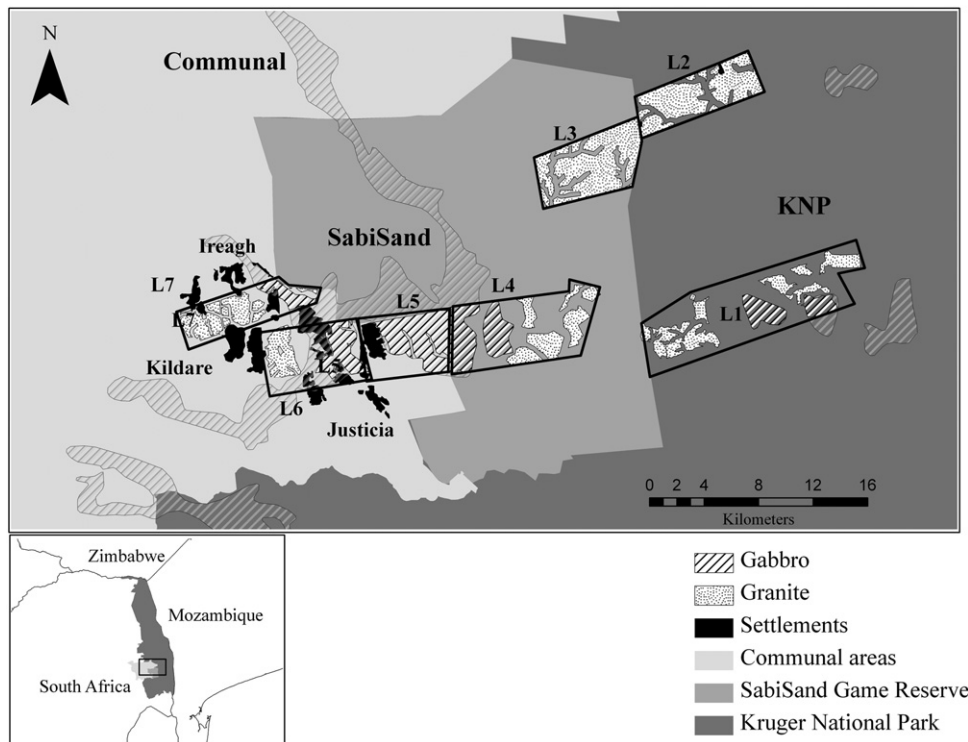 N
Communal
L2
L3
KNP
SabiSand
Ireagh
L7
L5
L4
L7
L1
Kildare
L6
Justicia
0 2 4 8 12 16
Kilometers
Zimbabwe
Mozambique
South Africa
Gabbro
Granite
Settlements
Communal areas
SabiSand Game Reserve
Kruger National Park